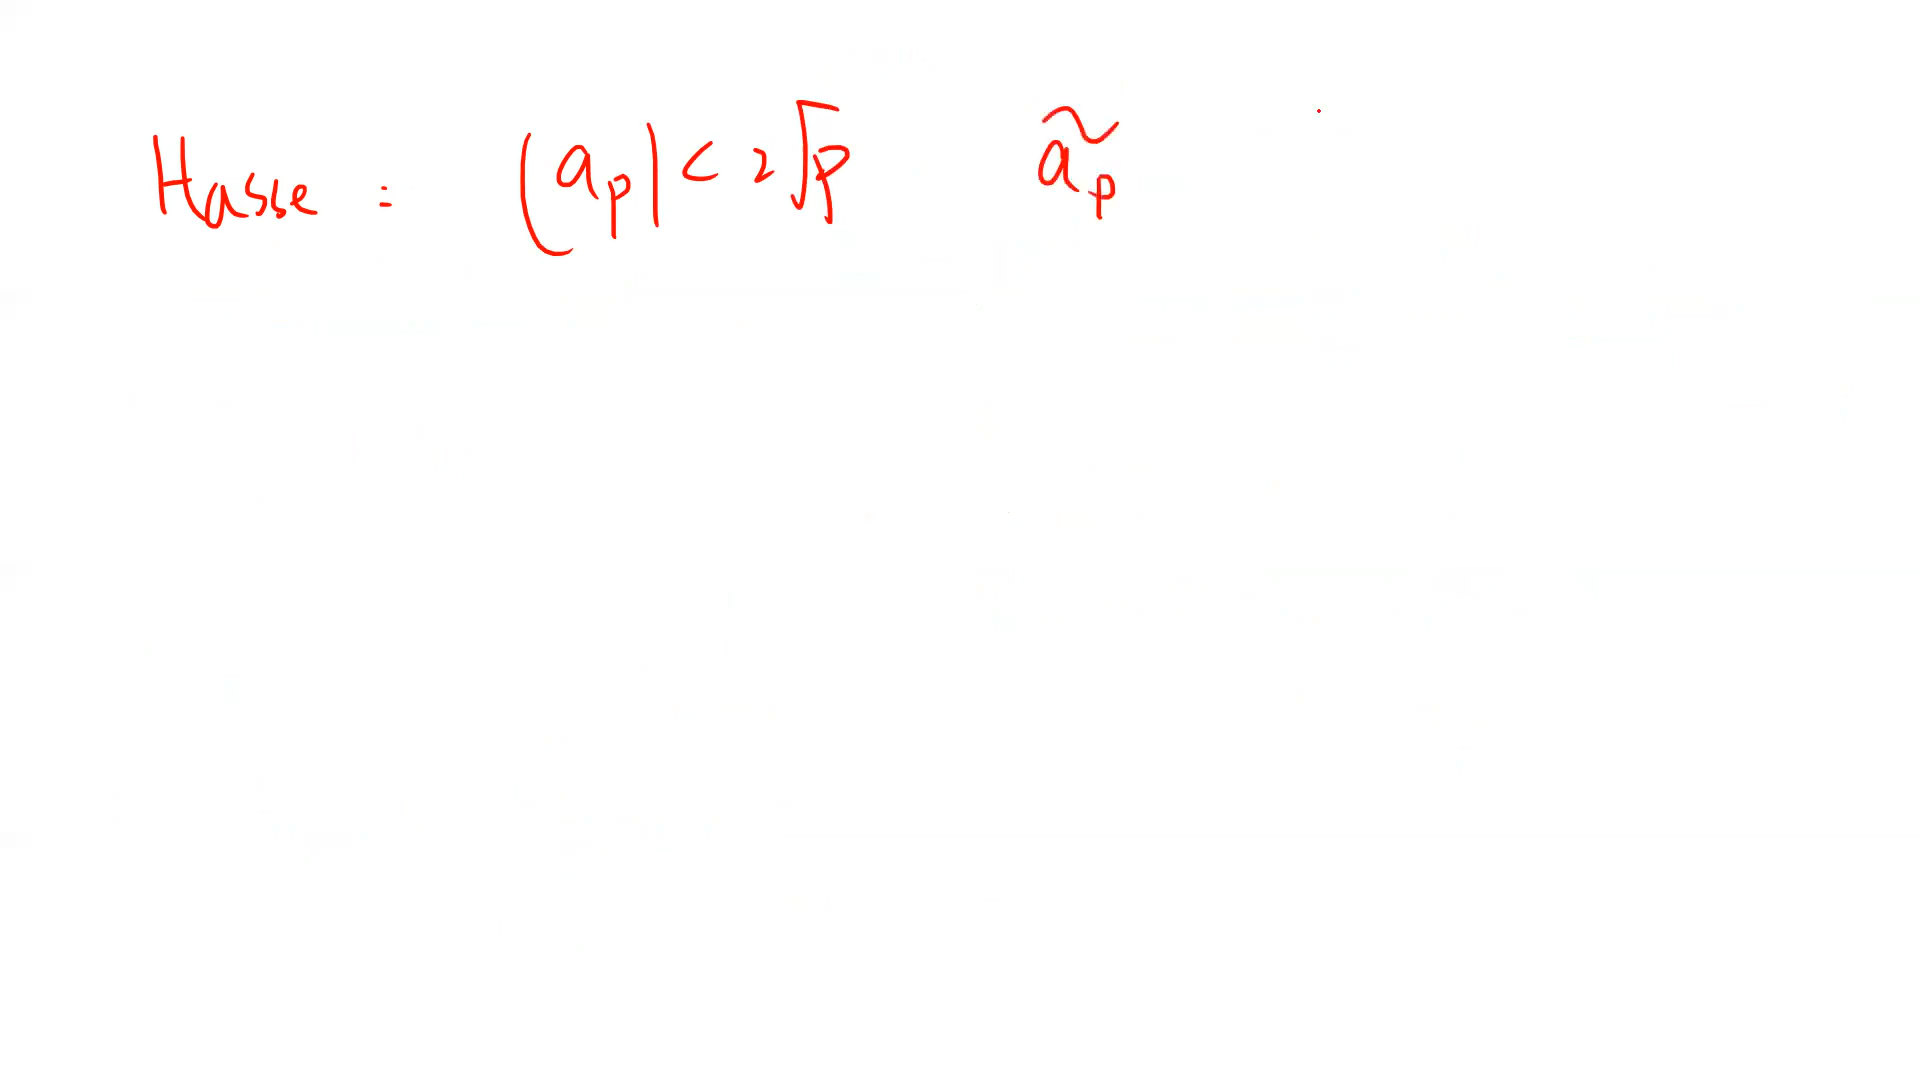 Hasse : |a_p| < 2√p ã_p